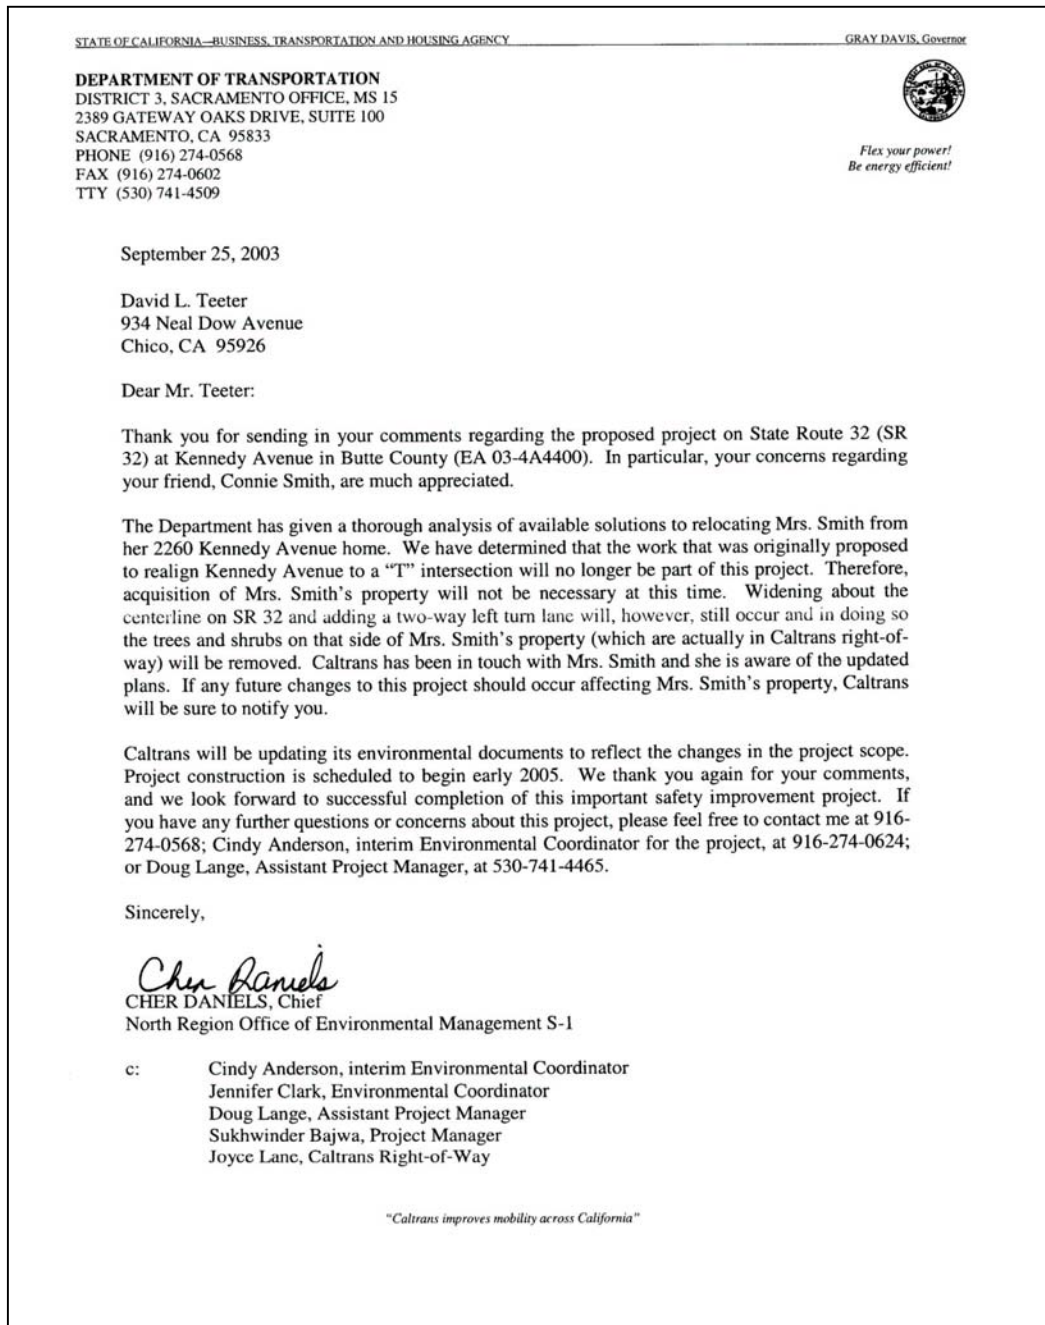 STATE OF CALIFORNIA—BUSINESS, TRANSPORTATION AND HOUSING AGENCY GRAY DAVIS, Governor
DEPARTMENT OF TRANSPORTATION
DISTRICT 3, SACRAMENTO OFFICE, MS 15
2389 GATEWAY OAKS DRIVE, SUITE 100
SACRAMENTO, CA 95833
PHONE (916) 274-0568
FAX (916) 274-0602
TTY (530) 741-4509
Flex your power!
Be energy efficient!
September 25, 2003
David L. Teeter
934 Neal Dow Avenue
Chico, CA 95926
Dear Mr. Teeter:
Thank you for sending in your comments regarding the proposed project on State Route 32 (SR
32) at Kennedy Avenue in Butte County (EA 03-4A4400). In particular, your concerns regarding
your friend, Connie Smith, are much appreciated.
The Department has given a thorough analysis of available solutions to relocating Mrs. Smith from
her 2260 Kennedy Avenue home. We have determined that the work that was originally proposed
to realign Kennedy Avenue to a “T” intersection will no longer be part of this project. Therefore,
acquisition of Mrs. Smith’s property will not be necessary at this time. Widening about the
centerline on SR 32 and adding a two-way left turn lane will, however, still occur and in doing so
the trees and shrubs on that side of Mrs. Smith’s property (which are actually in Caltrans right-of-
way) will be removed. Caltrans has been in touch with Mrs. Smith and she is aware of the updated
plans. If any future changes to this project should occur affecting Mrs. Smith’s property, Caltrans
will be sure to notify you.
Caltrans will be updating its environmental documents to reflect the changes in the project scope.
Project construction is scheduled to begin early 2005. We thank you again for your comments,
and we look forward to successful completion of this important safety improvement project. If
you have any further questions or concerns about this project, please feel free to contact me at 916-
274-0568; Cindy Anderson, interim Environmental Coordinator for the project, at 916-274-0624;
or Doug Lange, Assistant Project Manager, at 530-741-4465.
Sincerely,
Cher Daniels
CHER DANIELS, Chief
North Region Office of Environmental Management S-1
c: Cindy Anderson, interim Environmental Coordinator
Jennifer Clark, Environmental Coordinator
Doug Lange, Assistant Project Manager
Sukhwinder Bajwa, Project Manager
Joyce Lane, Caltrans Right-of-Way
“Caltrans improves mobility across California”